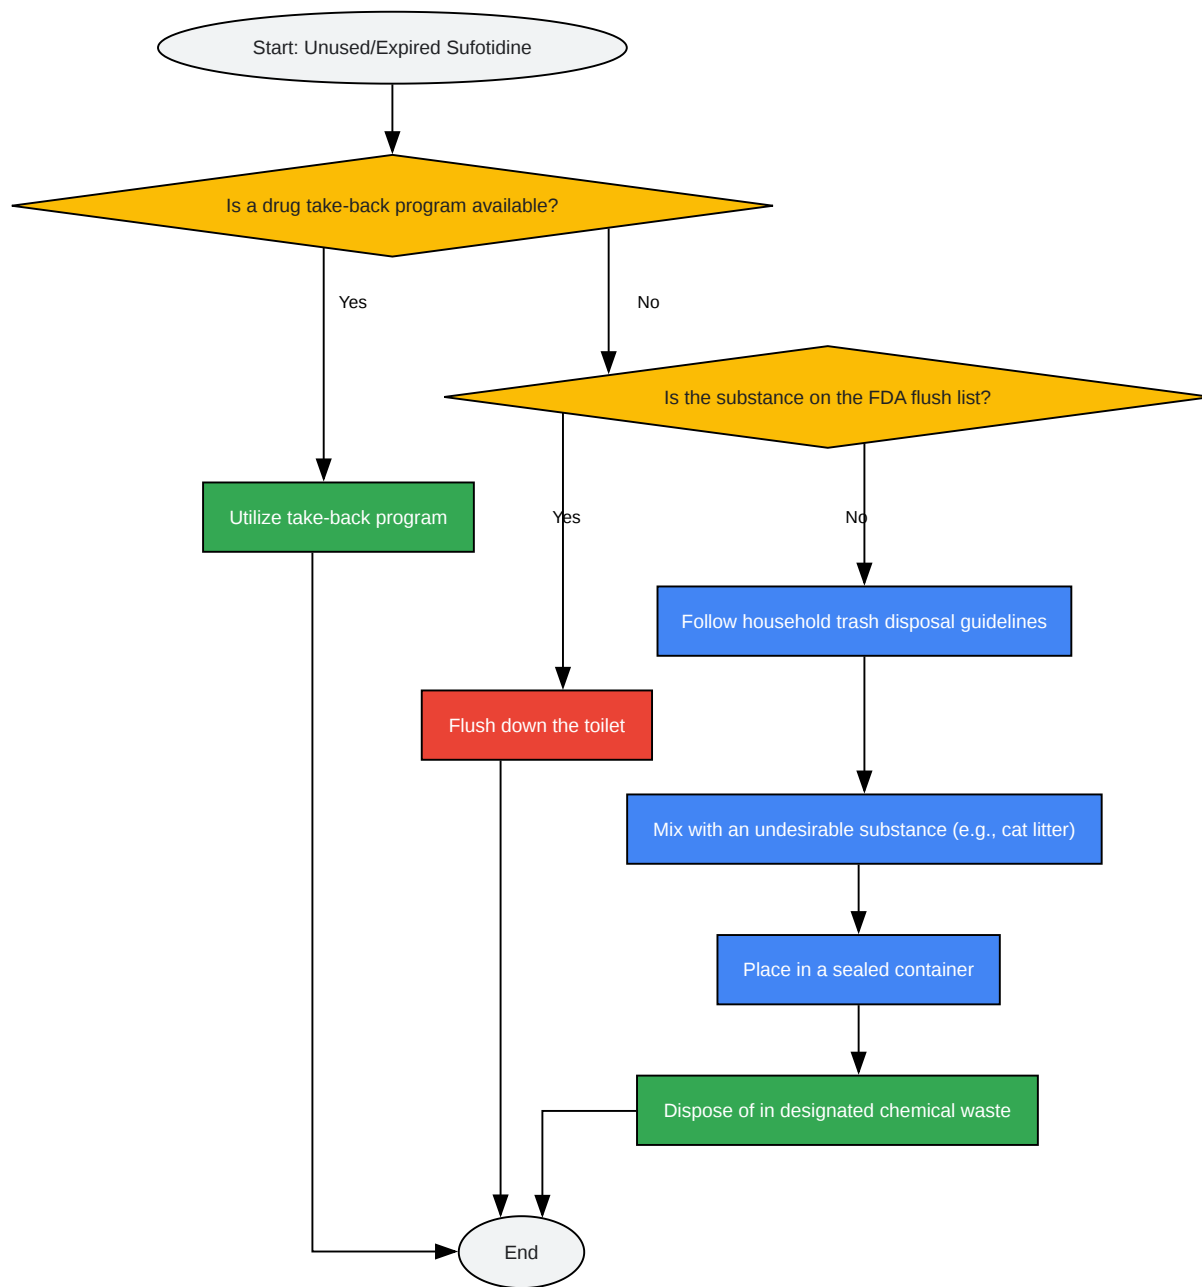 Start: Unused/Expired Sufotidine
Is a drug take-back program available?
Yes
No
Is the substance on the FDA flush list?
Utilize take-back program
Yes
No
Follow household trash disposal guidelines
Flush down the toilet
Mix with an undesirable substance (e.g., cat litter)
Place in a sealed container
Dispose of in designated chemical waste
End